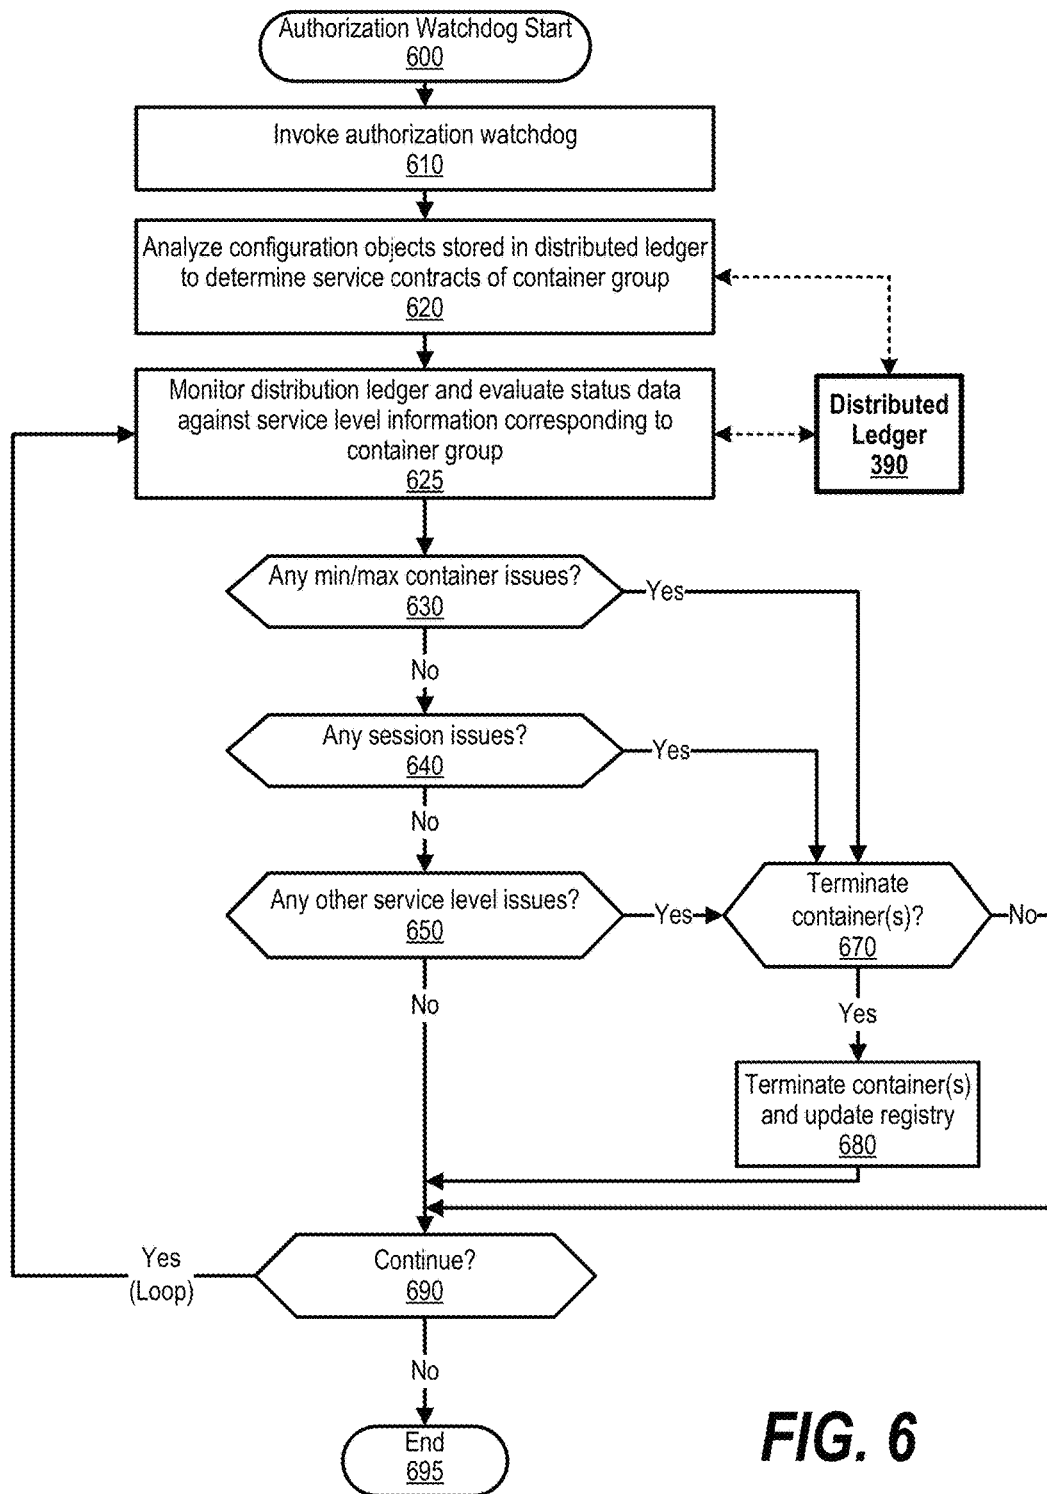 Authorization Watchdog Start
600
Invoke authorization watchdog
610
Analyze configuration objects stored in distributed ledger
to determine service contracts of container group
620
Monitor distribution ledger and evaluate status data
against service level information corresponding to
container group
625
Distributed
Ledger
390
Any min/max container issues?
630
Yes
No
Any session issues?
640
Yes
No
Any other service level issues?
650
Yes
Terminate
container(s)?
670
No
No
Yes
Terminate container(s)
and update registry
680
Continue?
690
Yes
(Loop)
No
End
695
FIG. 6